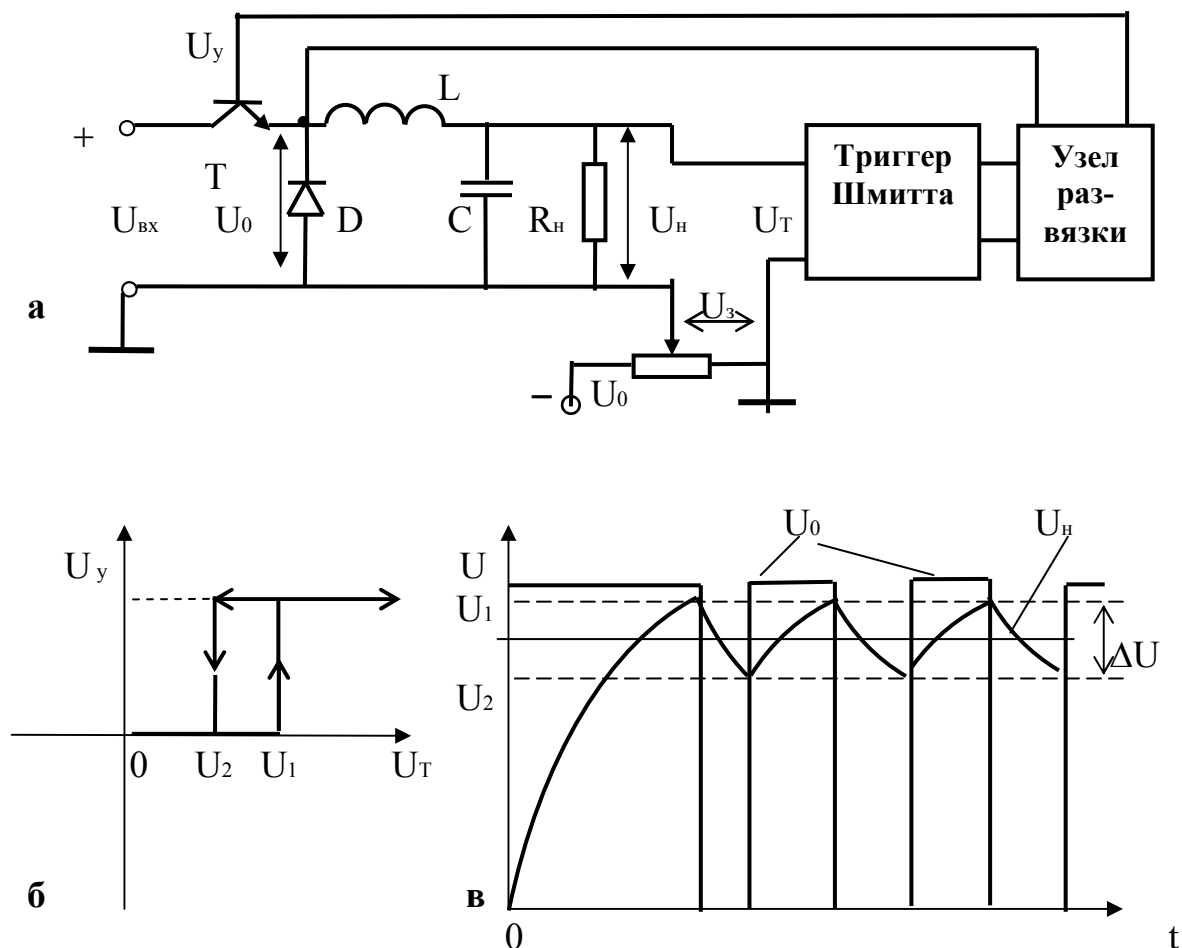 Uу
L
+
Триггер
Шмитта
Узел
раз-
вязки
T
Uвх
U0
D
C
Rн
Uн
UТ
а
Uз
−
U0
Uу
0
U2
U1
UТ
б
U0
Uн
U
U1
ΔU
U2
в
0
t